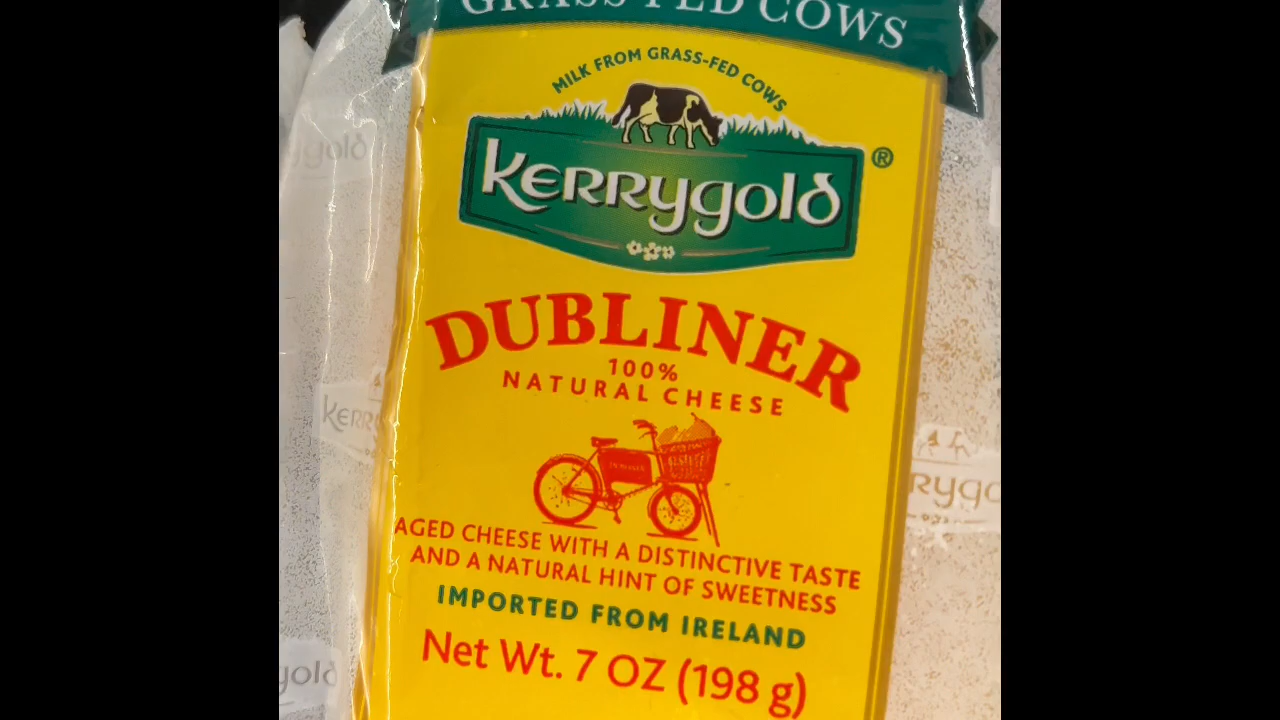 GRASS-FED COWS
MILK FROM GRASS-FED COWS
Kerrygold®
DUBLINER
100%
NATURAL CHEESE
DUBLINER
AGED CHEESE WITH A DISTINCTIVE TASTE
AND A NATURAL HINT OF SWEETNESS
IMPORTED FROM IRELAND
Net Wt. 7 OZ (198 g)